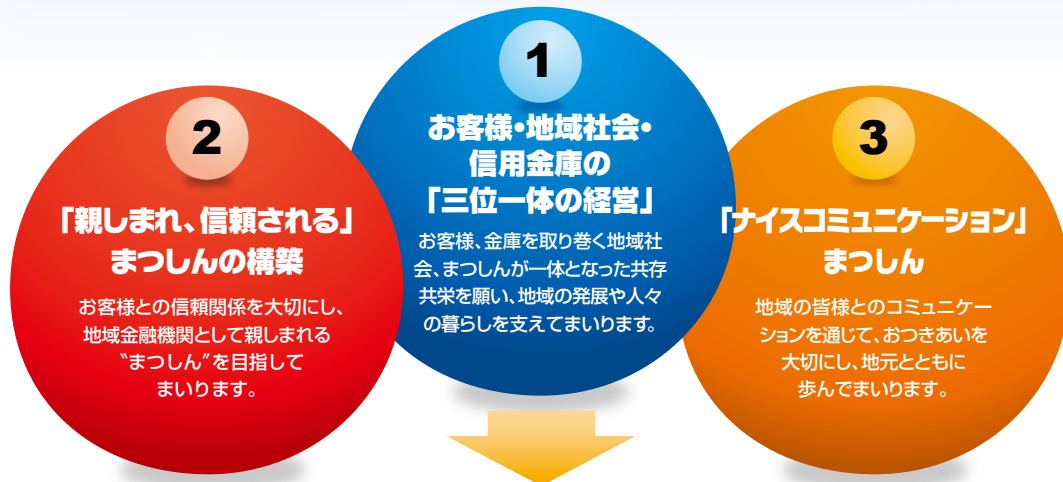 1
お客様・地域社会・
信用金庫の
「三位一体の経営」
お客様、金庫を取り巻く地域社
会、まつしんが一体となった共存
共栄を願い、地域の発展や人々
の暮らしを支えてまいります。
2
「親しまれ、信頼される」
まつしんの構築
お客様との信頼関係を大切にし、
地域金融機関として親しまれる
“まつしん”を目指して
まいります。
3
「ナイスコミュニケーション」
まつしん
地域の皆様とのコミュニケー
ションを通じて、おつきあいを
大切にし、地元とともに
歩んでまいります。